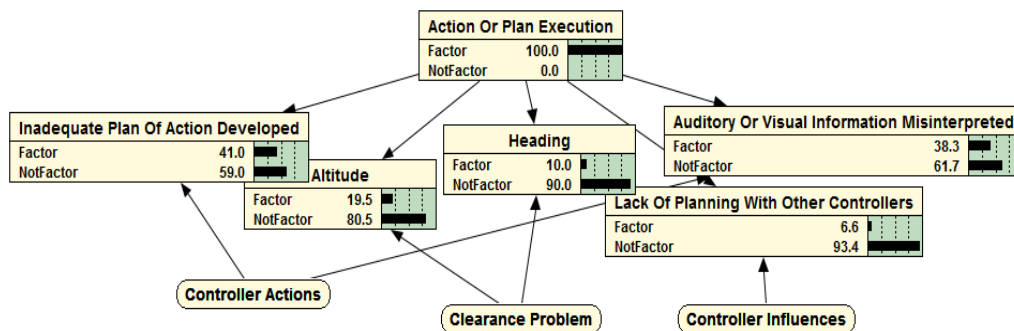 Action Or Plan Execution
Factor 100.0
NotFactor 0.0
Inadequate Plan Of Action Developed
Factor 41.0
NotFactor 59.0
Altitude
Factor 19.5
NotFactor 80.5
Heading
Factor 10.0
NotFactor 90.0
Auditory Or Visual Information Misinterpreted
Factor 38.3
NotFactor 61.7
Lack Of Planning With Other Controllers
Factor 6.6
NotFactor 93.4
Controller Actions
Clearance Problem
Controller Influences